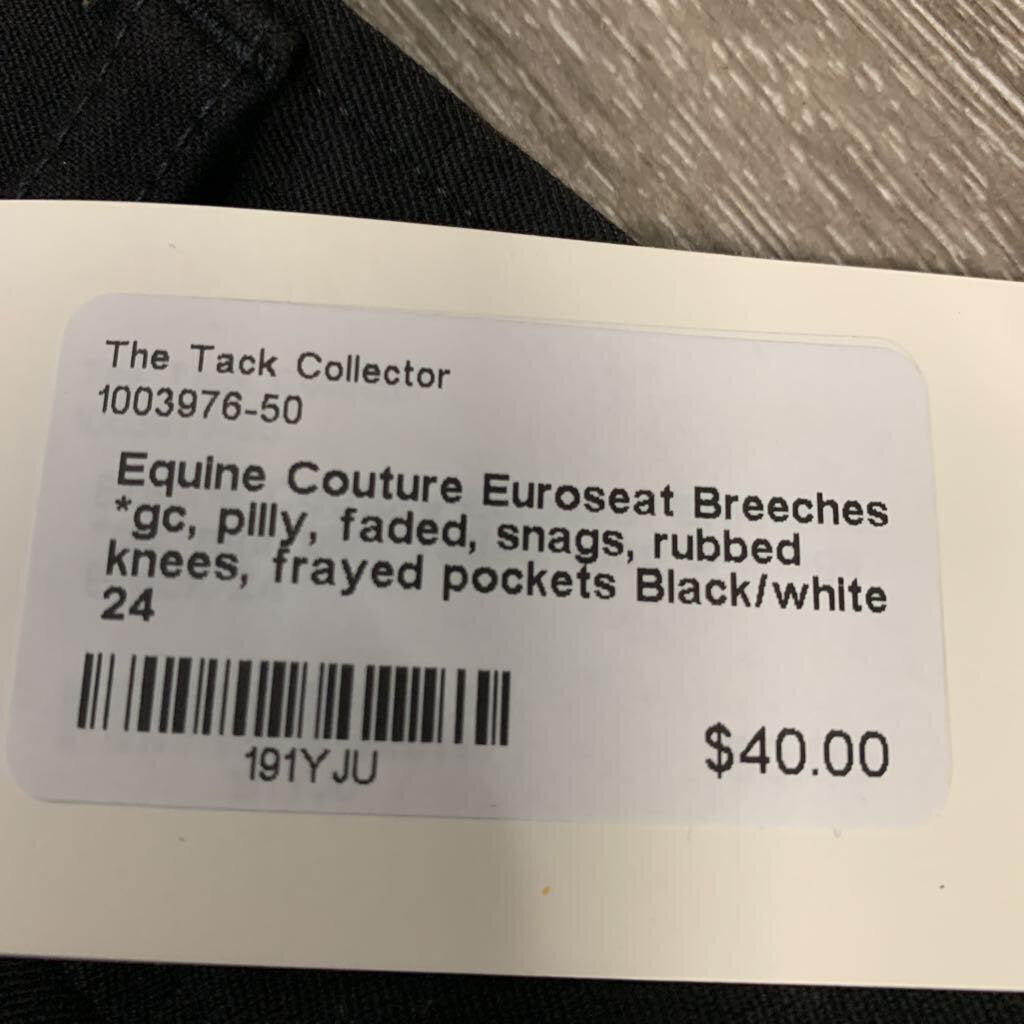 The Tack Collector
1003976-50
Equine Couture Euroseat Breeches
*gc, pilly, faded, snags, rubbed
knees, frayed pockets Black/white
24
191YJU
$40.00